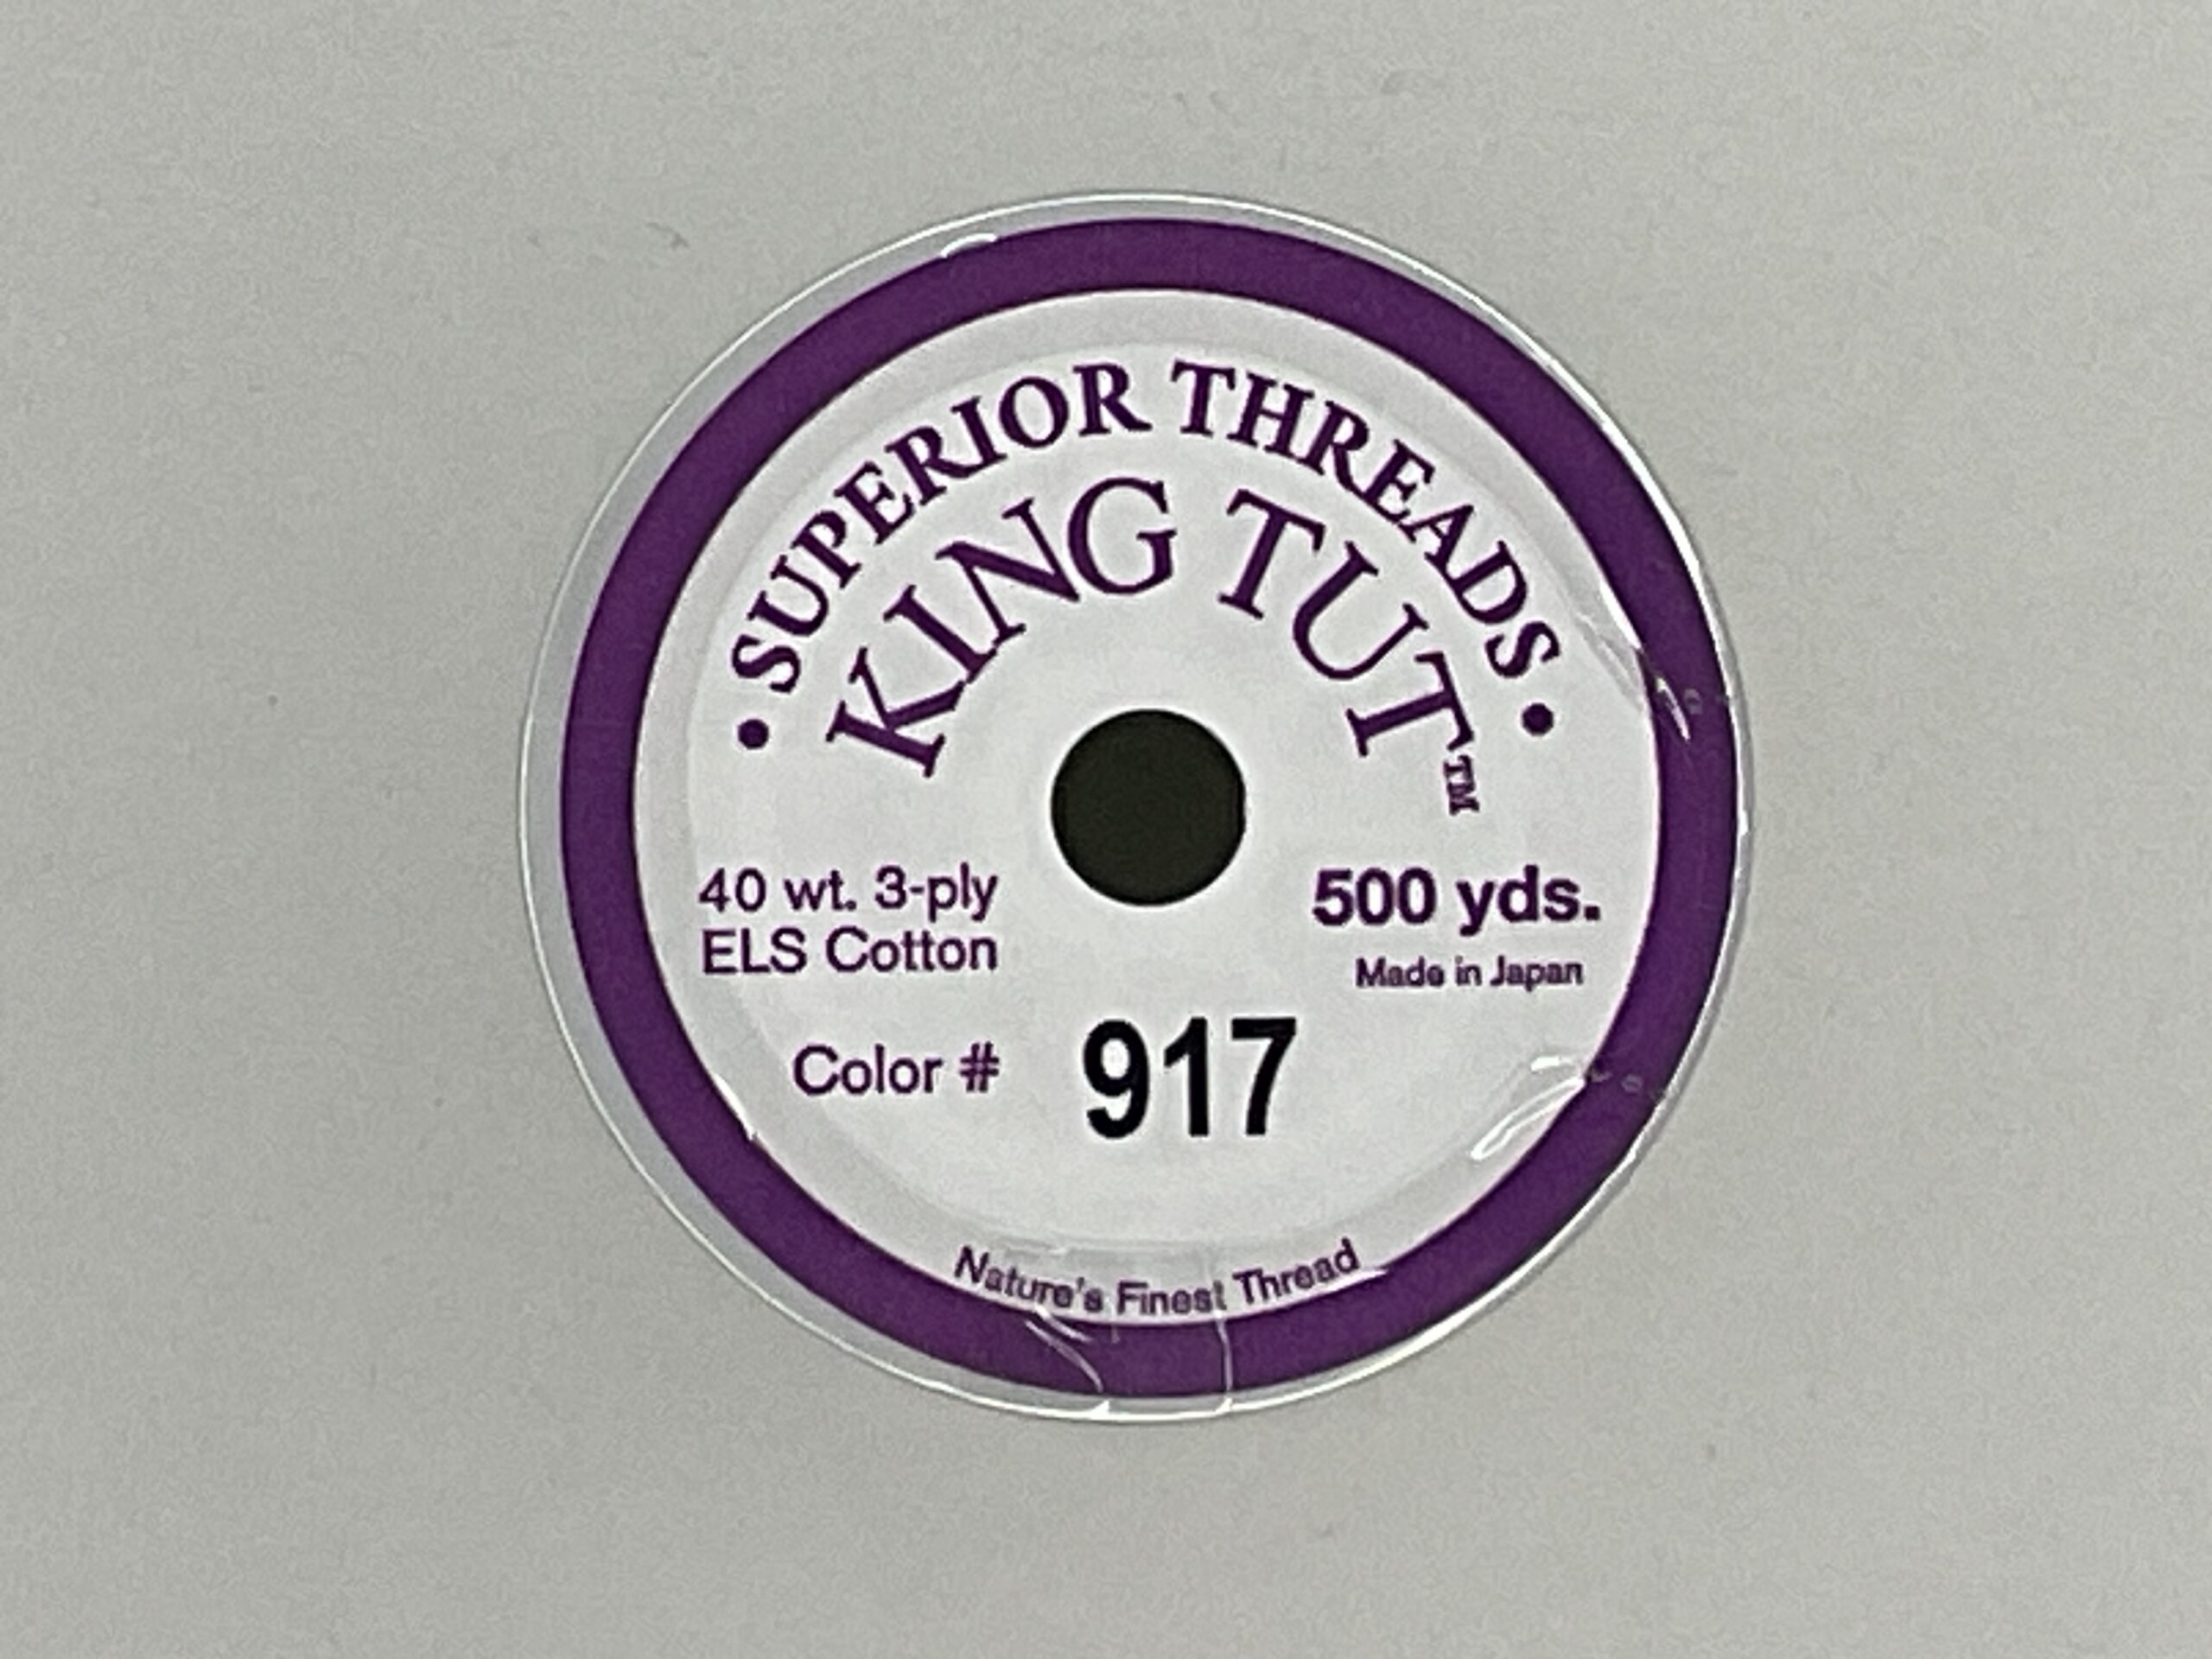 • SUPERIOR THREADS •
KING TUT™
40 wt. 3-ply
ELS Cotton
500 yds.
Made in Japan
Color # 917
Nature's Finest Thread